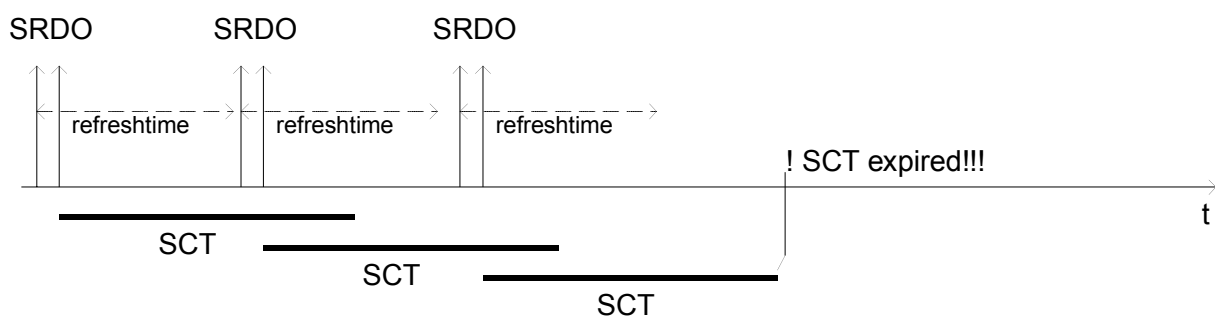 SRDO SRDO SRDO
refreshtime refreshtime refreshtime
! SCT expired!!!
t
SCT
SCT
SCT